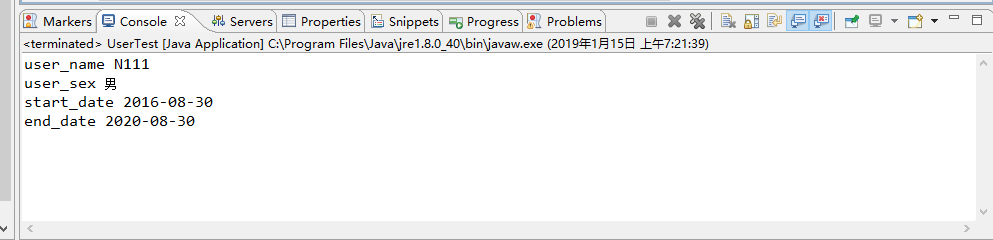 Markers Console Servers Properties Snippets Progress Problems
<terminated> UserTest [Java Application] C:\Program Files\Java\jre1.8.0_40\bin\javaw.exe (2019年1月15日 上午7:21:39)
user_name N111
user_sex 男
start_date 2016-08-30
end_date 2020-08-30